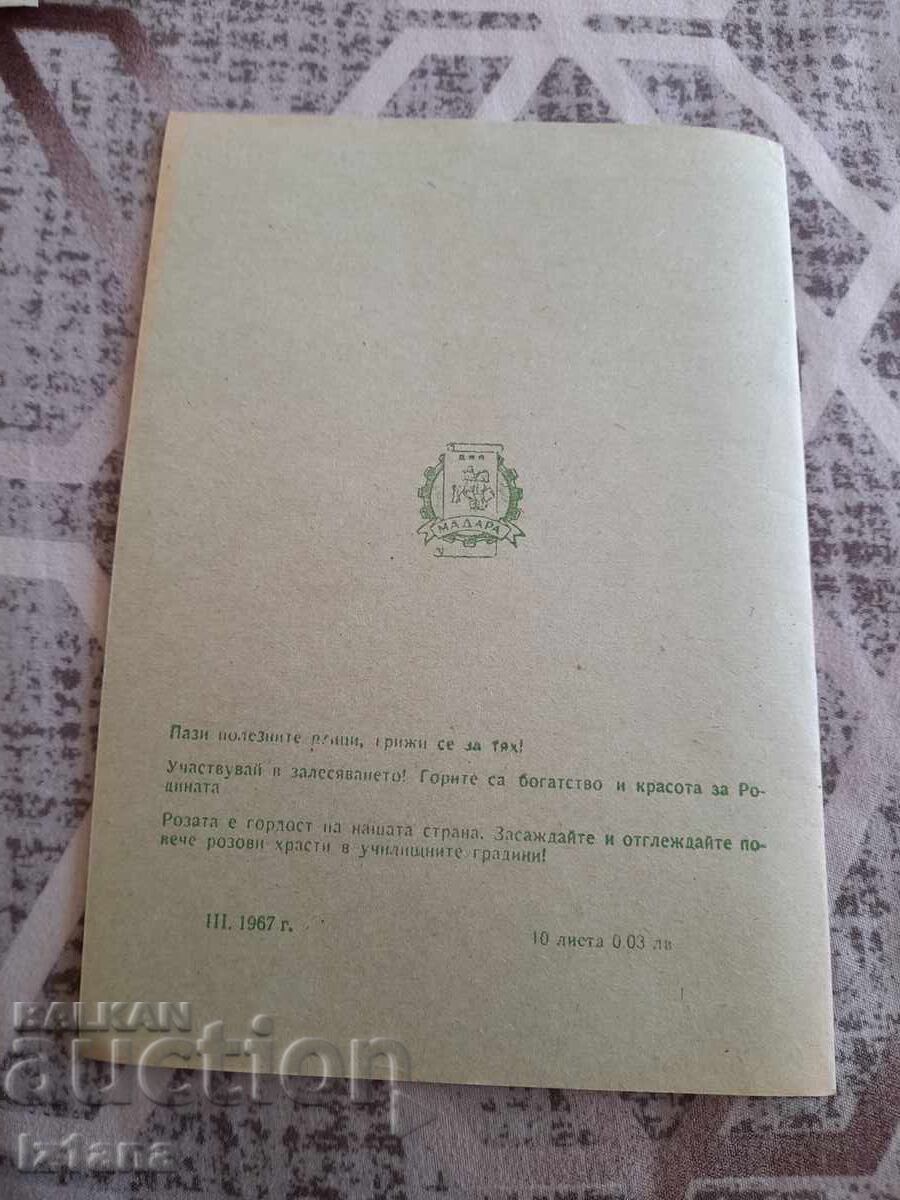 ДПП
МАДАРА
Пази полезните птици, грижи се за тях!
Участвувай в залесяването! Горите са богатство и красота за Ро-
дината
Розата е гордост на нашата страна. Засаждайте и отглеждайте по-
вече розови храсти в училищните градини!
III. 1967 г.
10 листа 0.03 лв
BALKAN
auction
Iz1ana